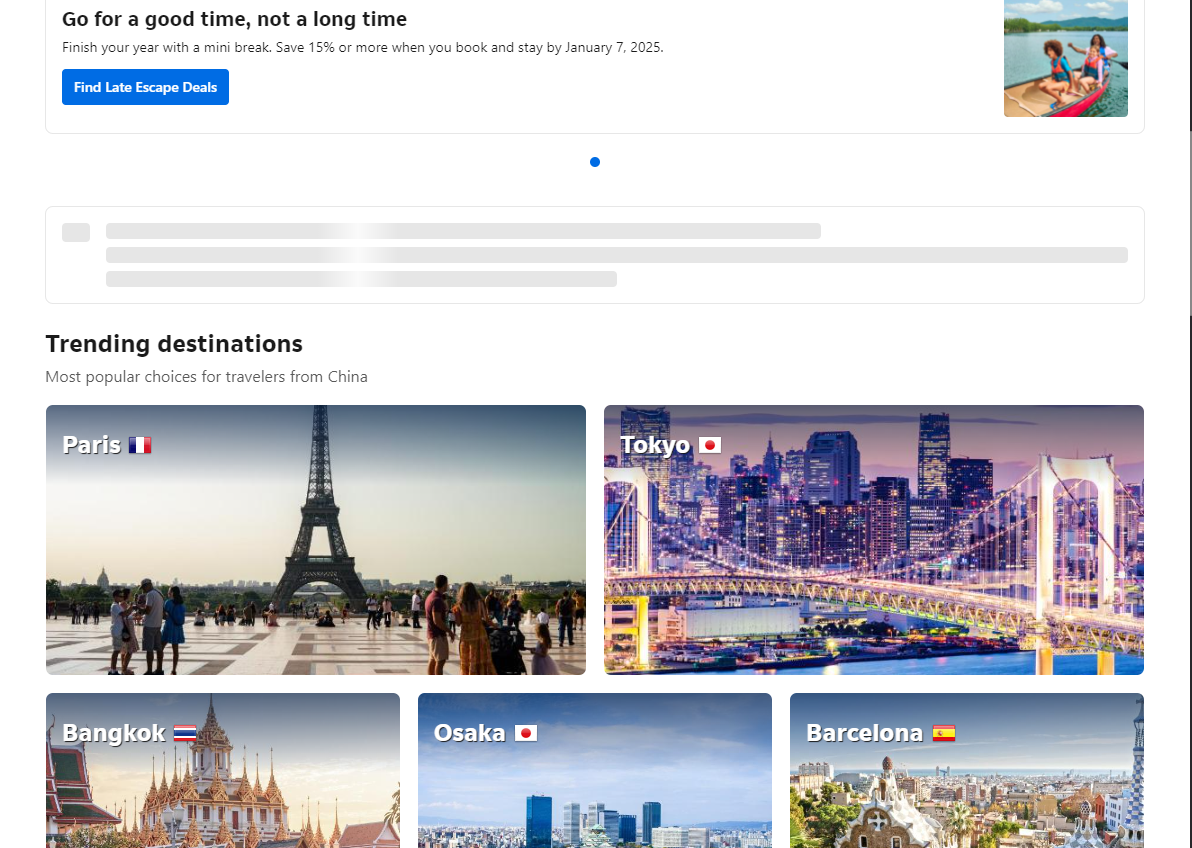 Go for a good time, not a long time
Finish your year with a mini break. Save 15% or more when you book and stay by January 7, 2025.
Find Late Escape Deals
Trending destinations
Most popular choices for travelers from China
Paris
Tokyo
Bangkok
Osaka
Barcelona